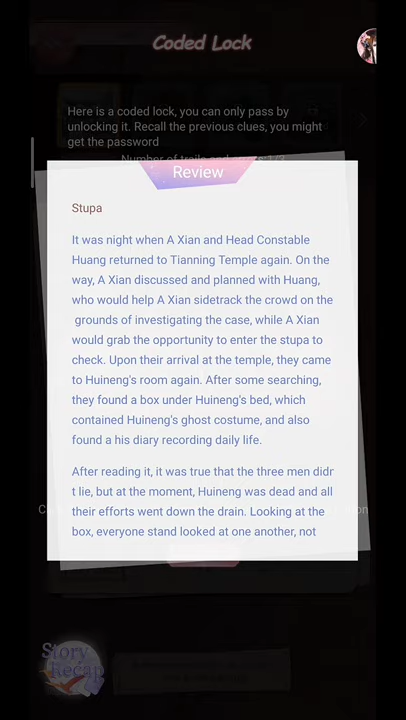 Coded Lock
Here is a coded lock, you can only pass by
unlocking it. Recall the previous clues, you might
get the password
Review
Stupa
It was night when A Xian and Head Constable
Huang returned to Tianning Temple again. On the
way, A Xian discussed and planned with Huang,
who would help A Xian sidetrack the crowd on the
grounds of investigating the case, while A Xian
would grab the opportunity to enter the stupa to
check. Upon their arrival at the temple, they came
to Huineng's room again. After some searching,
they found a box under Huineng's bed, which
contained Huineng's ghost costume, and also
found a his diary recording daily life.
After reading it, it was true that the three men didn
t lie, but at the moment, Huineng was dead and all
their efforts went down the drain. Looking at the
box, everyone stand looked at one another, not
Story
Recap